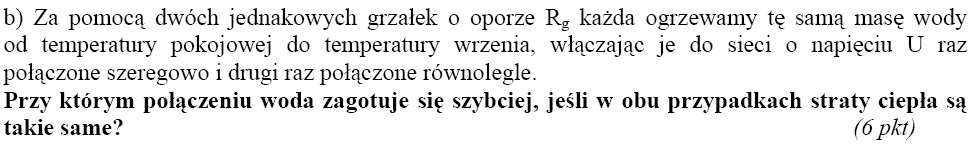 b) Za pomocą dwóch jednakowych grzałek o oporze Rg każda ogrzewamy tę samą masę wody
od temperatury pokojowej do temperatury wrzenia, włączając je do sieci o napięciu U raz
połączone szeregowo i drugi raz połączone równolegle.
Przy którym połączeniu woda zagotuje się szybciej, jeśli w obu przypadkach straty ciepła są
takie same? (6 pkt)